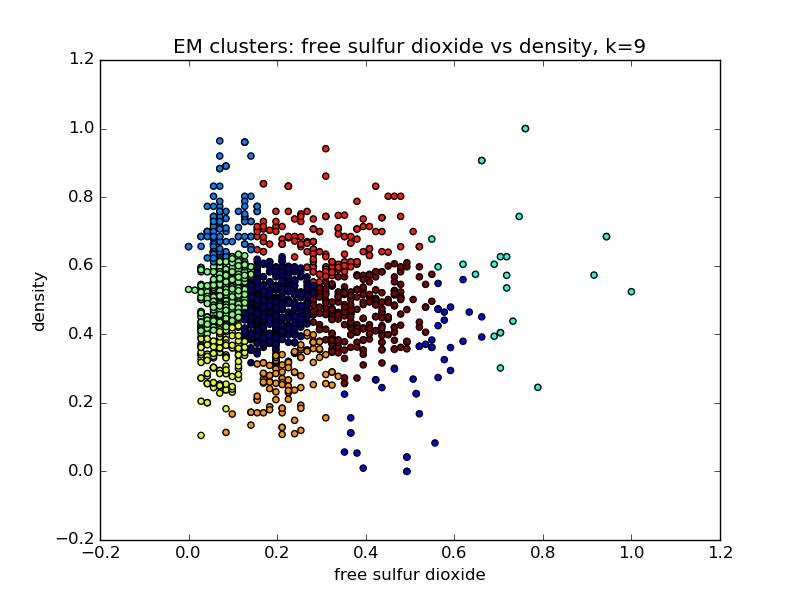 EM clusters: free sulfur dioxide vs density, k=9
1.2
1.0
0.8
0.6
0.4
0.2
0.0
−0.2
density
−0.2 0.0 0.2 0.4 0.6 0.8 1.0 1.2
free sulfur dioxide